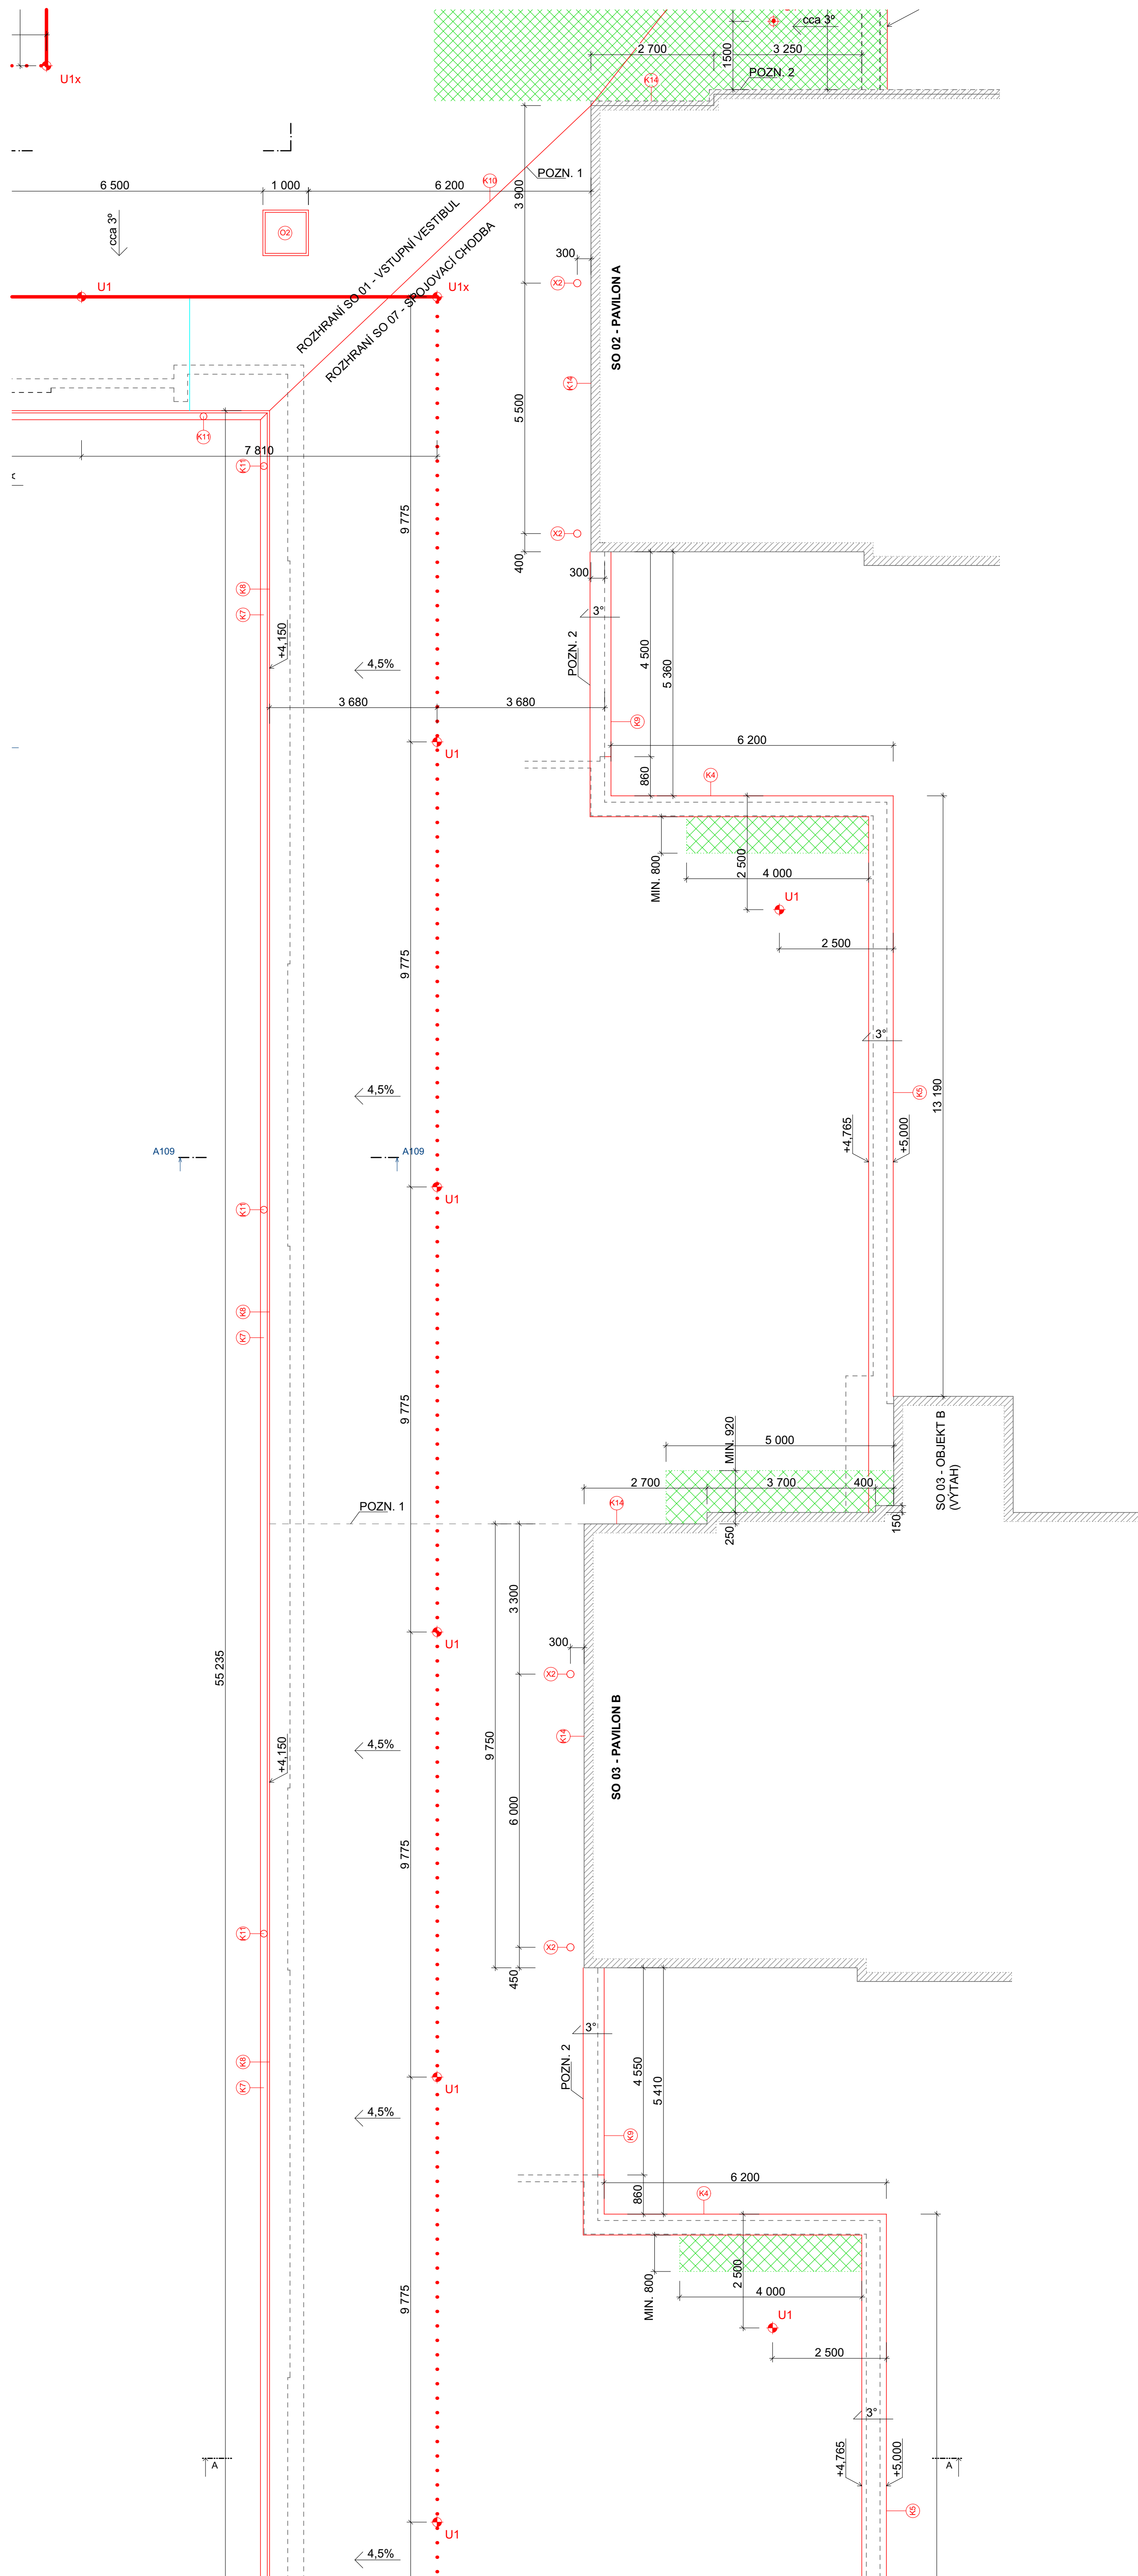 cca 3°
U1x
2 700
3 250
1500
POZN. 2
K14
POZN. 1
6 500
1 000
6 200
K10
3 900
cca 3°
O2
ROZHRANÍ SO 01 - VSTUPNÍ VESTIBUL
ROZHRANÍ SO 07 - SPOJOVACÍ CHODBA
300
X2
U1
U1x
SO 02 - PAVILON A
K14
5 500
K11
7 810
K11
9 775
X2
400
300
K8
3°
K7
+4,150
POZN. 2
4 500
5 360
4,5%
3 680
3 680
K9
6 200
U1
860
K4
MIN. 800
2 500
4 000
U1
2 500
9 775
3°
4,5%
K5
13 190
+4,765
+5,000
A109
A109
U1
K11
K8
K7
9 775
MIN. 920
5 000
SO 03 - OBJEKT B
(VÝTAH)
2 700
3 700
400
K14
POZN. 1
250
150
3 300
U1
300
X2
55 235
SO 03 - PAVILON B
9 750
K14
+4,150
4,5%
6 000
9 775
K11
X2
450
3°
K8
POZN. 2
4 550
5 410
K7
U1
4,5%
K9
6 200
860
K4
MIN. 800
2 500
4 000
9 775
U1
2 500
3°
+4,765
+5,000
A
A
K5
U1
4,5%